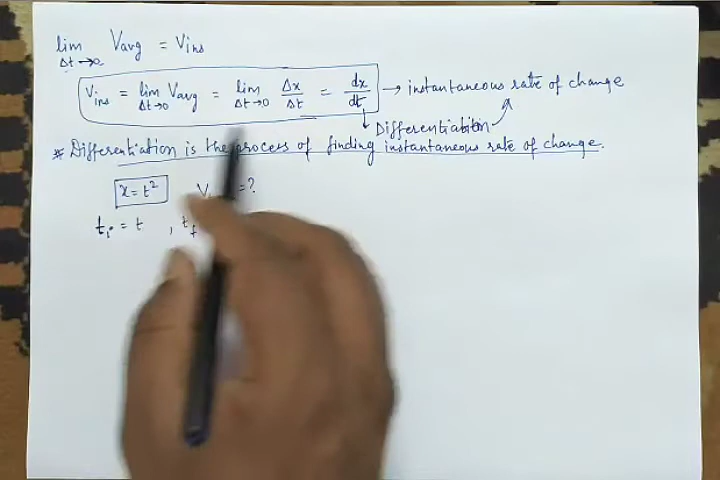 lim Vavg = Vins
Δt→0
Vins = lim Vavg = lim Δx/Δt = dx/dt → instantaneous rate of change
Δt→0 Δt→0
Differentiation
* Differentiation is the process of finding instantaneous rate of change.
x = t² = ?
ti = t , tf